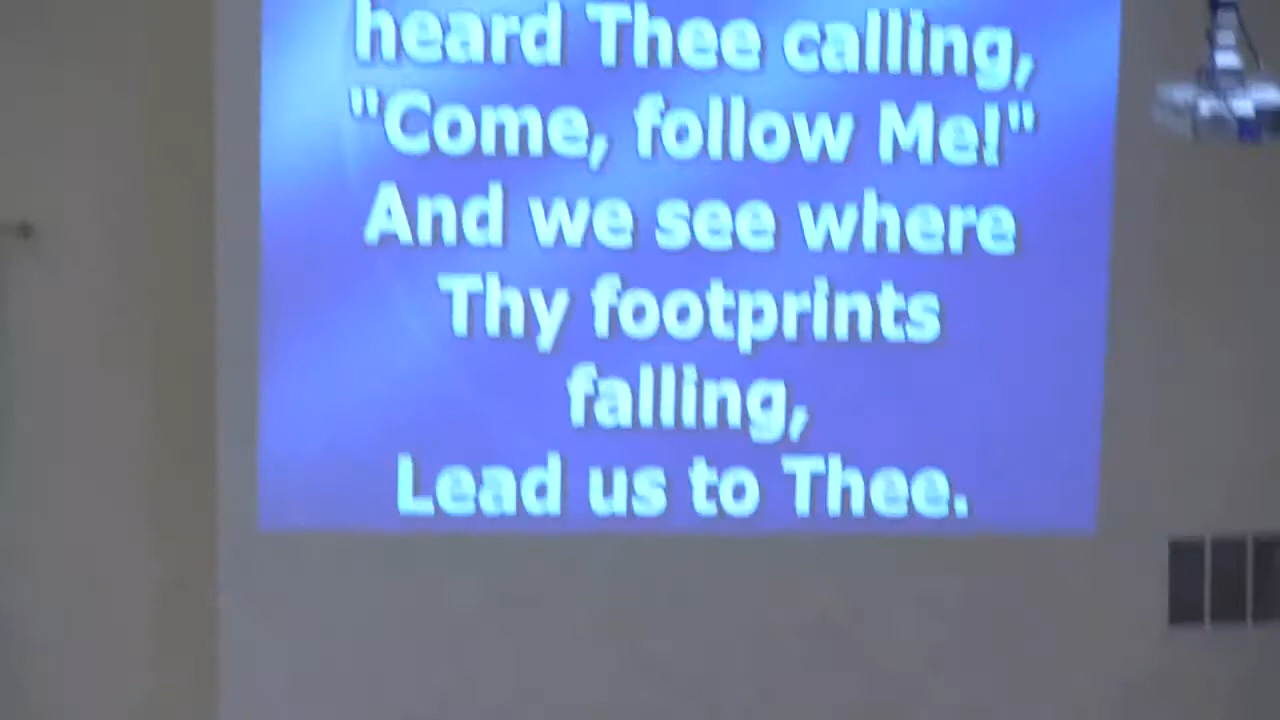 heard Thee calling,
"Come, follow Me!"
And we see where
Thy footprints
falling,
Lead us to Thee.